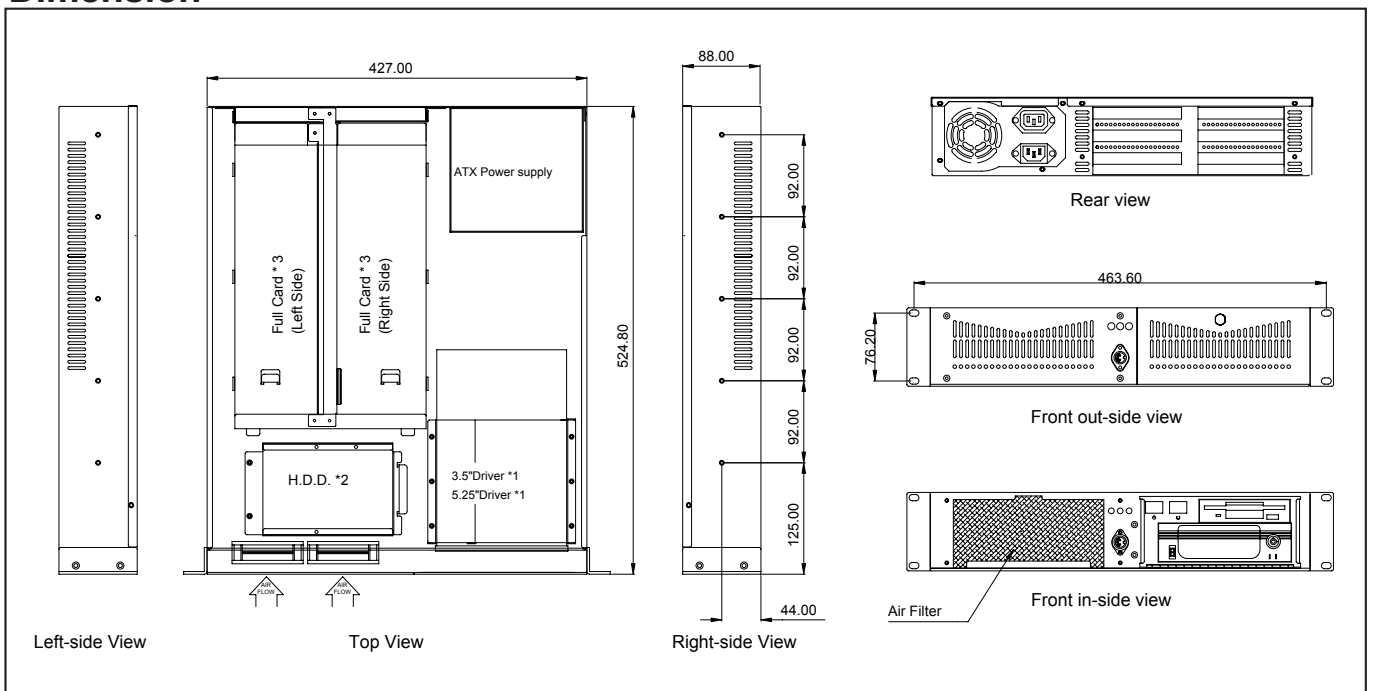 Dimension
427.00
88.00
ATX Power supply
Full Card * 3
(Left Side)
Full Card * 3
(Right Side)
524.80
92.00
92.00
92.00
92.00
125.00
44.00
H.D.D. *2
3.5"Driver *1
5.25"Driver *1
AIR
FLOW
AIR
FLOW
Left-side View
Top View
Right-side View
Rear view
463.60
76.20
Front out-side view
Air Filter
Front in-side view